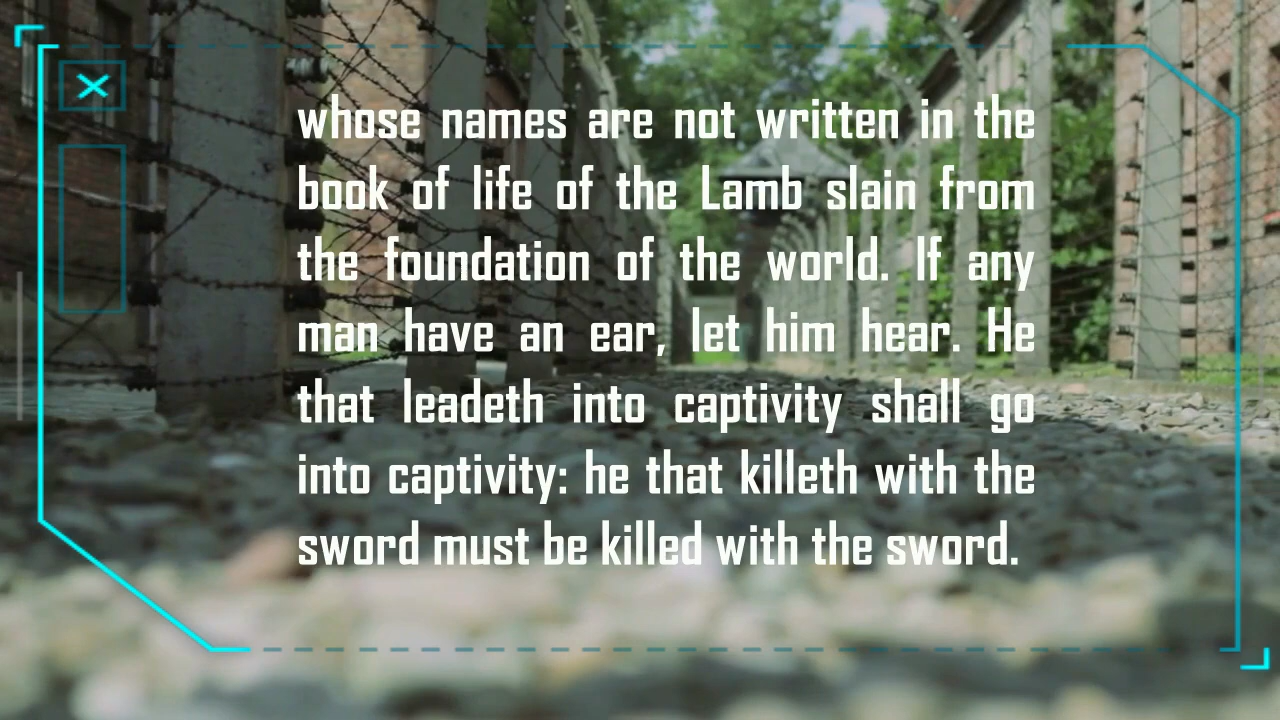 whose names are not written in the
book of life of the Lamb slain from
the foundation of the world. If any
man have an ear, let him hear. He
that leadeth into captivity shall go
into captivity: he that killeth with the
sword must be killed with the sword.